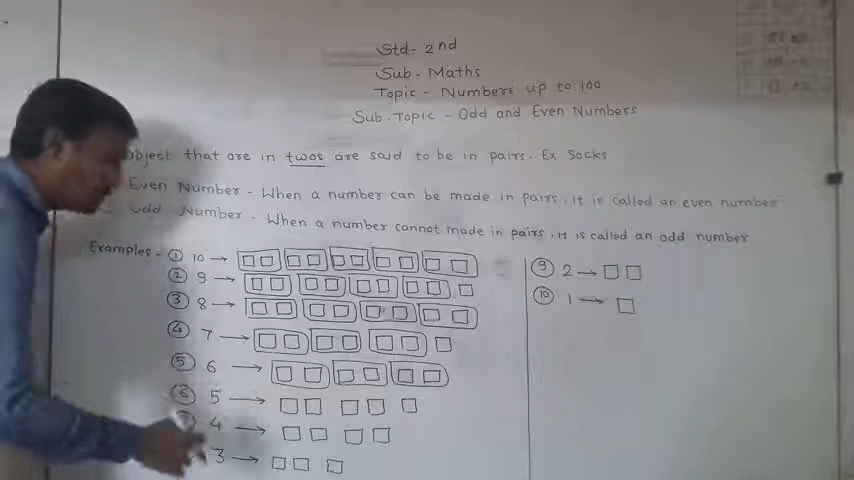 Std- 2nd
Sub- Maths
Topic - Numbers up to 100
Sub. Topic - Odd and Even Numbers
object that are in twos are said to be in pairs. Ex Socks
Even Number - When a number can be made in pairs, It is called an even number
odd Number - When a number cannot made in pairs, It is called an odd number
Examples - ① 10 →
② 9 →
③ 8 →
④ 7 →
⑤ 6 →
⑥ 5 →
4 →
3 →
⑨ 2 →
⑩ 1 →